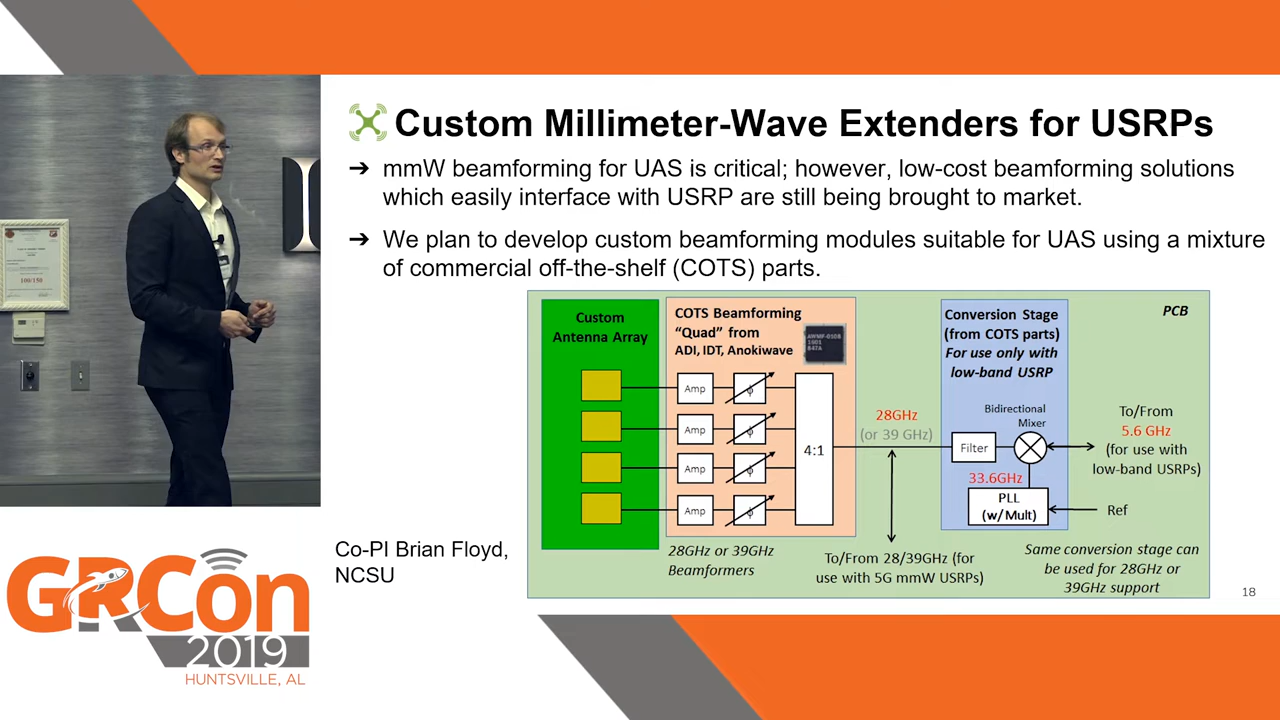 Custom Millimeter-Wave Extenders for USRPs
➔ mmW beamforming for UAS is critical; however, low-cost beamforming solutions
which easily interface with USRP are still being brought to market.
➔ We plan to develop custom beamforming modules suitable for UAS using a mixture
of commercial off-the-shelf (COTS) parts.
Custom
Antenna Array
COTS Beamforming
“Quad” from
ADI, IDT, Anokiwave
Amp
ϕ
Amp
ϕ
Amp
ϕ
Amp
ϕ
4:1
28GHz or 39GHz
Beamformers
28GHz
(or 39 GHz)
To/From 28/39GHz (for
use with 5G mmW USRPs)
Conversion Stage
(from COTS parts)
For use only with
low-band USRP
Bidirectional
Mixer
Filter
33.6GHz
PLL
(w/ Mult)
PCB
To/From
5.6 GHz
(for use with
low-band USRPs)
Ref
Same conversion stage can
be used for 28GHz or
39GHz support
Co-PI Brian Floyd,
NCSU
18
100/150
GRCon
2019
HUNTSVILLE, AL